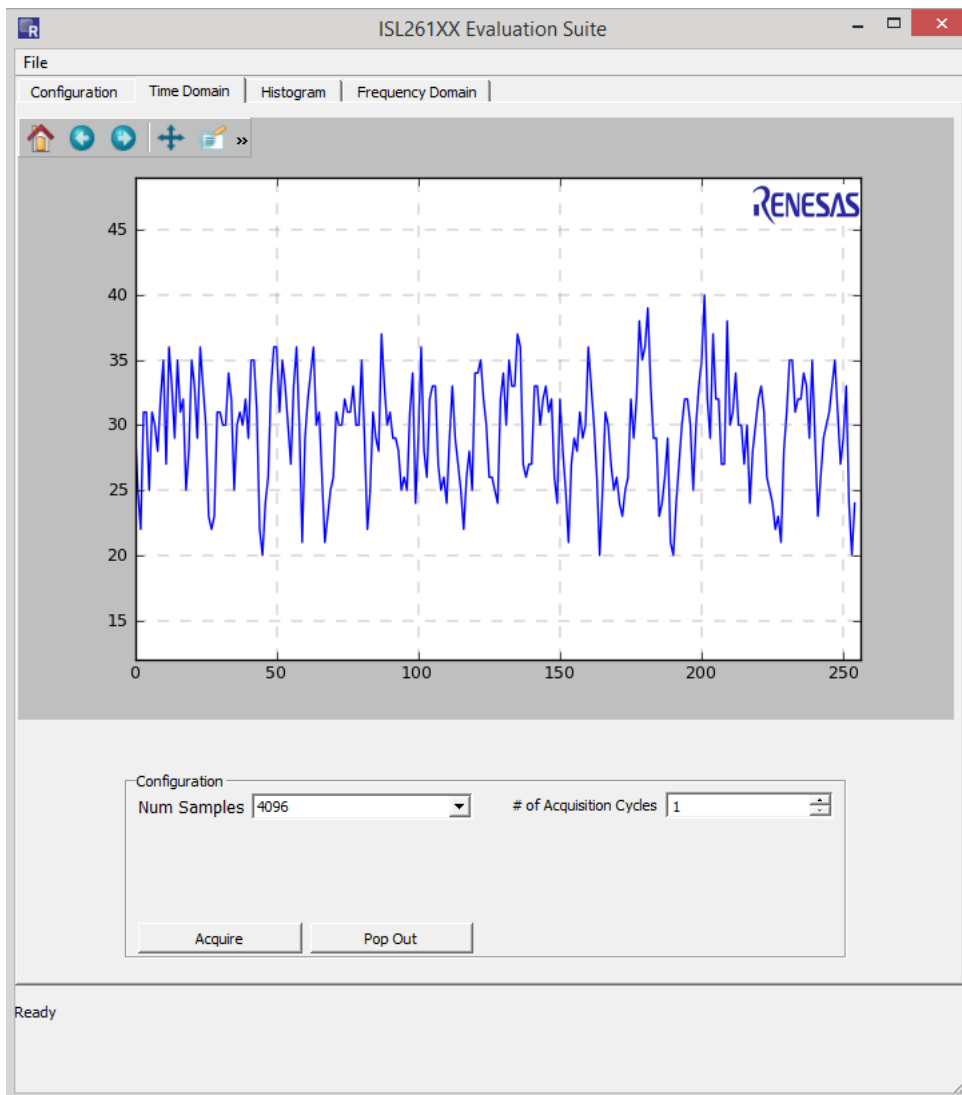 R
ISL261XX Evaluation Suite
File
Configuration Time Domain Histogram Frequency Domain
»
RENESAS
45
40
35
30
25
20
15
0 50 100 150 200 250
Configuration
Num Samples 4096 # of Acquisition Cycles 1
Acquire Pop Out
Ready